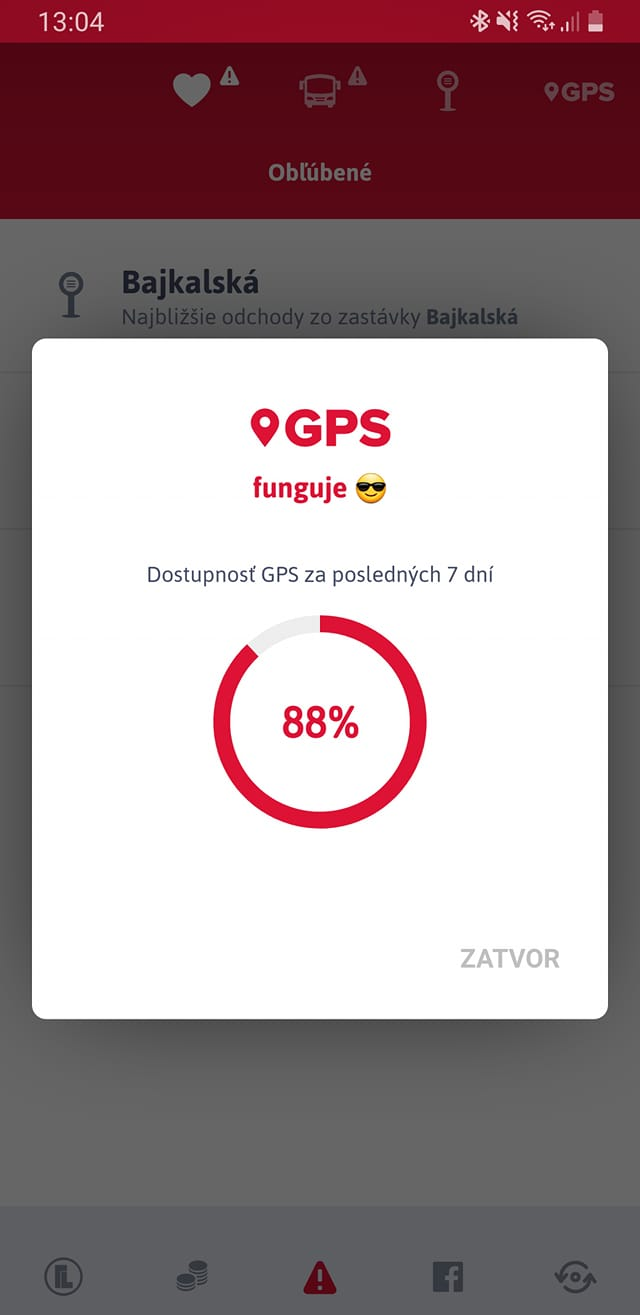 13:04
GPS
Obľúbené
Bajkalská
Najbližšie odchody zo zastávky Bajkalská
GPS
funguje 😎
Dostupnosť GPS za posledných 7 dní
88%
ZATVOR